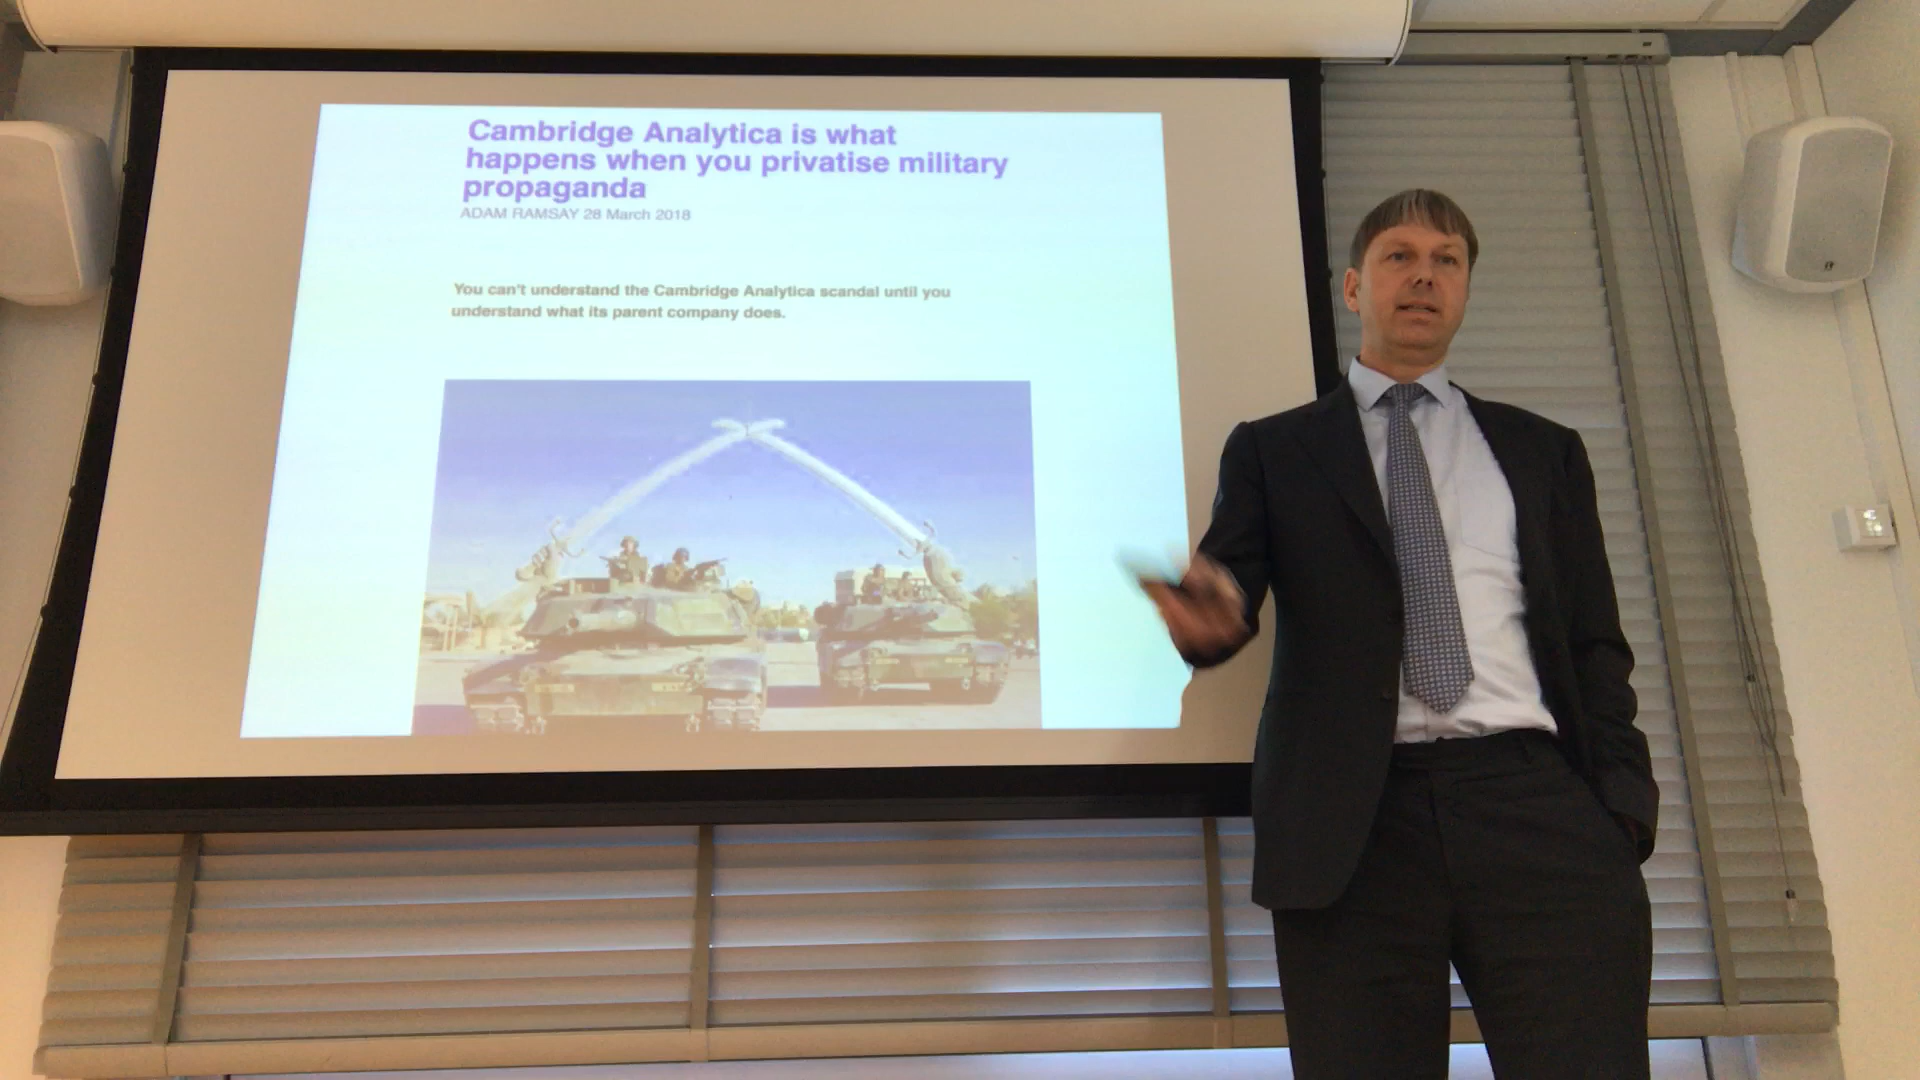 Cambridge Analytica is what
happens when you privatise military
propaganda
ADAM RAMSAY 28 March 2018
You can't understand the Cambridge Analytica scandal until you
understand what its parent company does.